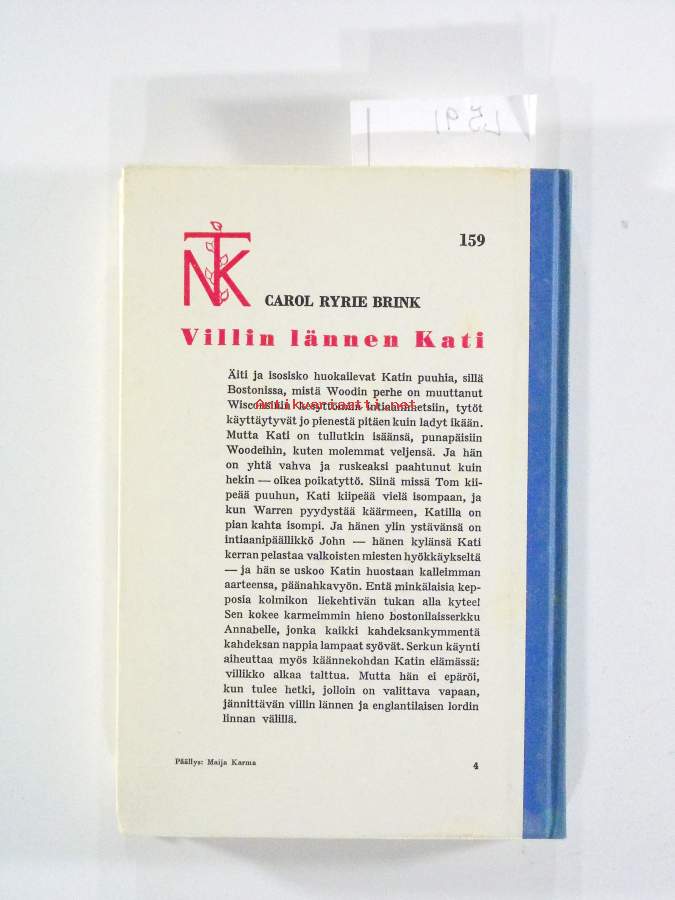 L591
159
NTK
CAROL RYRIE BRINK
Villin lännen Kati
Äiti ja isosisko huokailevat Katin puuhia, sillä
Bostonissa, mistä Woodin perhe on muuttanut
Wisconsinin kesyttömiin intiaanimetsiin, tytöt
Antikvariaatti.net
käyttäytyvät jo pienestä pitäen kuin ladyt ikään.
Mutta Kati on tullutkin isäänsä, punapäisiin
Woodeihin, kuten molemmat veljensä. Ja hän
on yhtä vahva ja ruskeaksi paahtunut kuin
hekin — oikea poikatyttö. Siinä missä Tom kii-
peää puuhun, Kati kiipeää vielä isompaan, ja
kun Warren pyydystää käärmeen, Katilla on
pian kahta isompi. Ja hänen ylin ystävänsä on
intiaanipäällikkö John — hänen kylänsä Kati
kerran pelastaa valkoisten miesten hyökkäykseltä
— ja hän se uskoo Katin huostaan kalleimman
aarteensa, päänahkavyön. Entä minkälaisia kep-
posia kolmikon liekehtivän tukan alla kytee!
Sen kokee karmeimmin hieno bostonilaisserkku
Annabelle, jonka kaikki kahdeksankymmentä
kahdeksan nappia lampaat syövät. Serkun käynti
aiheuttaa myös käännekohdan Katin elämässä:
villikko alkaa talttua. Mutta hän ei epäröi,
kun tulee hetki, jolloin on valittava vapaan,
jännittävän villin lännen ja englantilaisen lordin
linnan välillä.
Päällys: Maija Karma
4